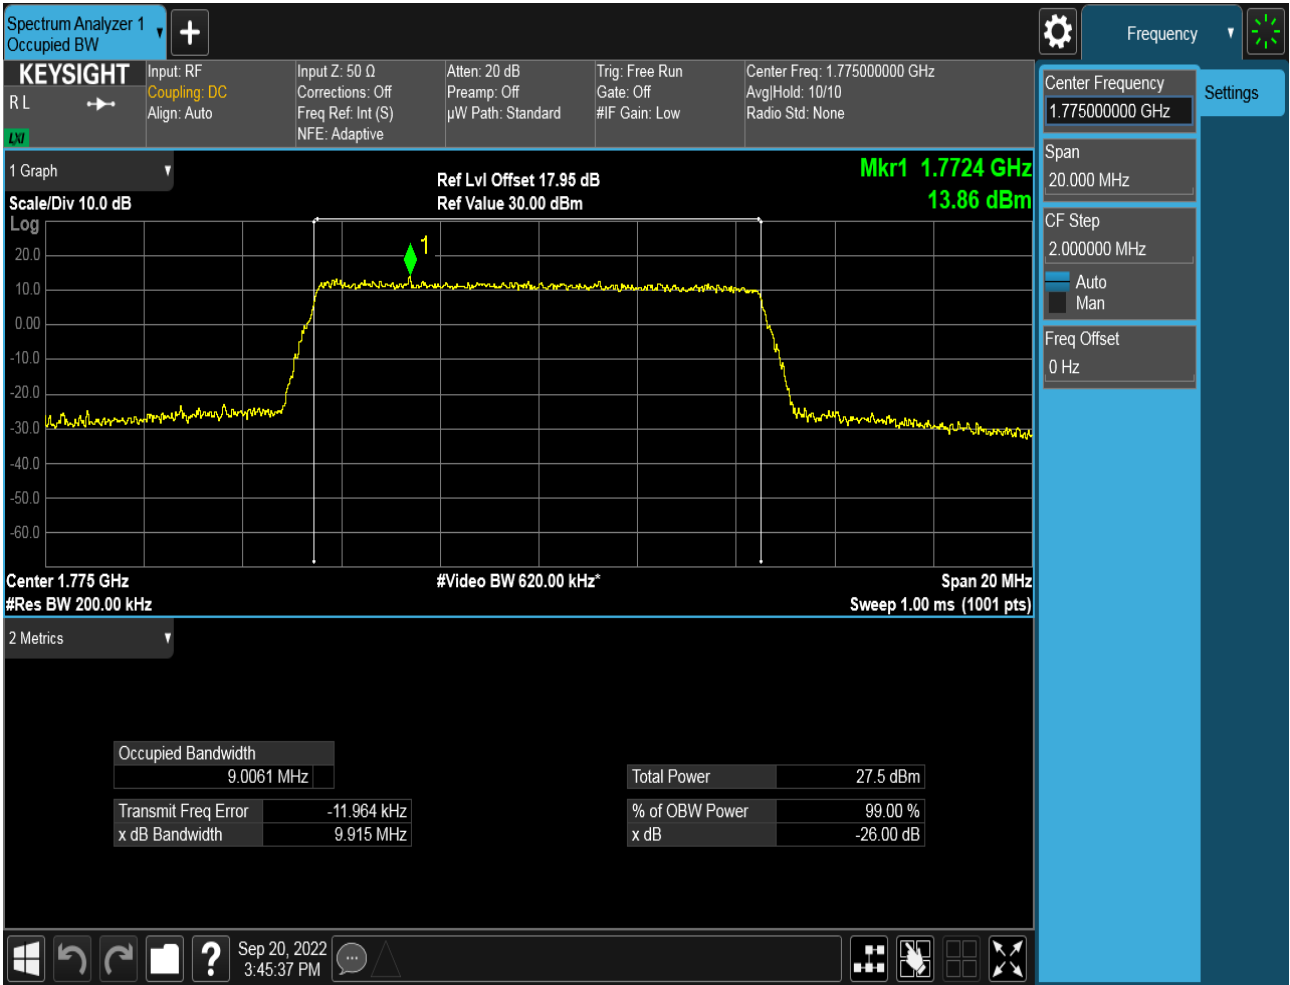 Spectrum Analyzer 1
Occupied BW
Frequency
KEYSIGHT
R L
LXI
Input: RF
Coupling: DC
Align: Auto
Input Z: 50 Ω
Corrections: Off
Freq Ref: Int (S)
NFE: Adaptive
Atten: 20 dB
Preamp: Off
µW Path: Standard
Trig: Free Run
Gate: Off
#IF Gain: Low
Center Freq: 1.775000000 GHz
Avg|Hold: 10/10
Radio Std: None
Center Frequency
1.775000000 GHz
Settings
Span
20.000 MHz
CF Step
2.000000 MHz
Auto
Man
Freq Offset
0 Hz
1 Graph
Scale/Div 10.0 dB
Ref Lvl Offset 17.95 dB
Ref Value 30.00 dBm
Mkr1 1.7724 GHz
13.86 dBm
Log
1
20.0
10.0
0.00
-10.0
-20.0
-30.0
-40.0
-50.0
-60.0
Center 1.775 GHz
#Video BW 620.00 kHz*
Span 20 MHz
#Res BW 200.00 kHz
Sweep 1.00 ms (1001 pts)
2 Metrics
Occupied Bandwidth
9.0061 MHz
Total Power 27.5 dBm
Transmit Freq Error -11.964 kHz
% of OBW Power 99.00 %
x dB Bandwidth 9.915 MHz
x dB -26.00 dB
?
Sep 20, 2022
3:45:37 PM